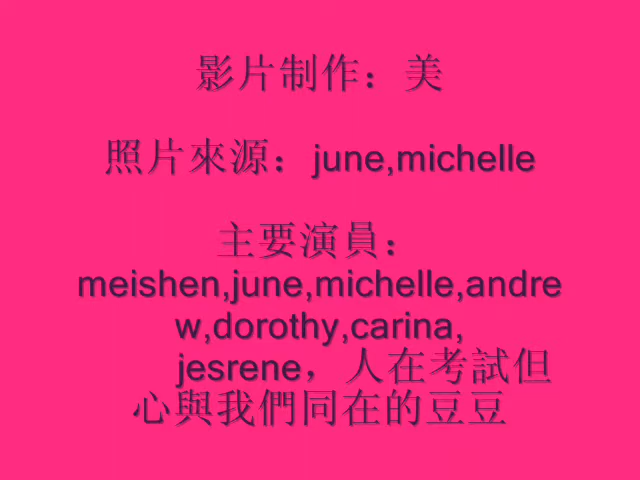 影片制作：美
照片來源：june,michelle
主要演員：
meishen,june,michelle,andre
w,dorothy,carina,
jesrene，人在考試但
心與我們同在的豆豆